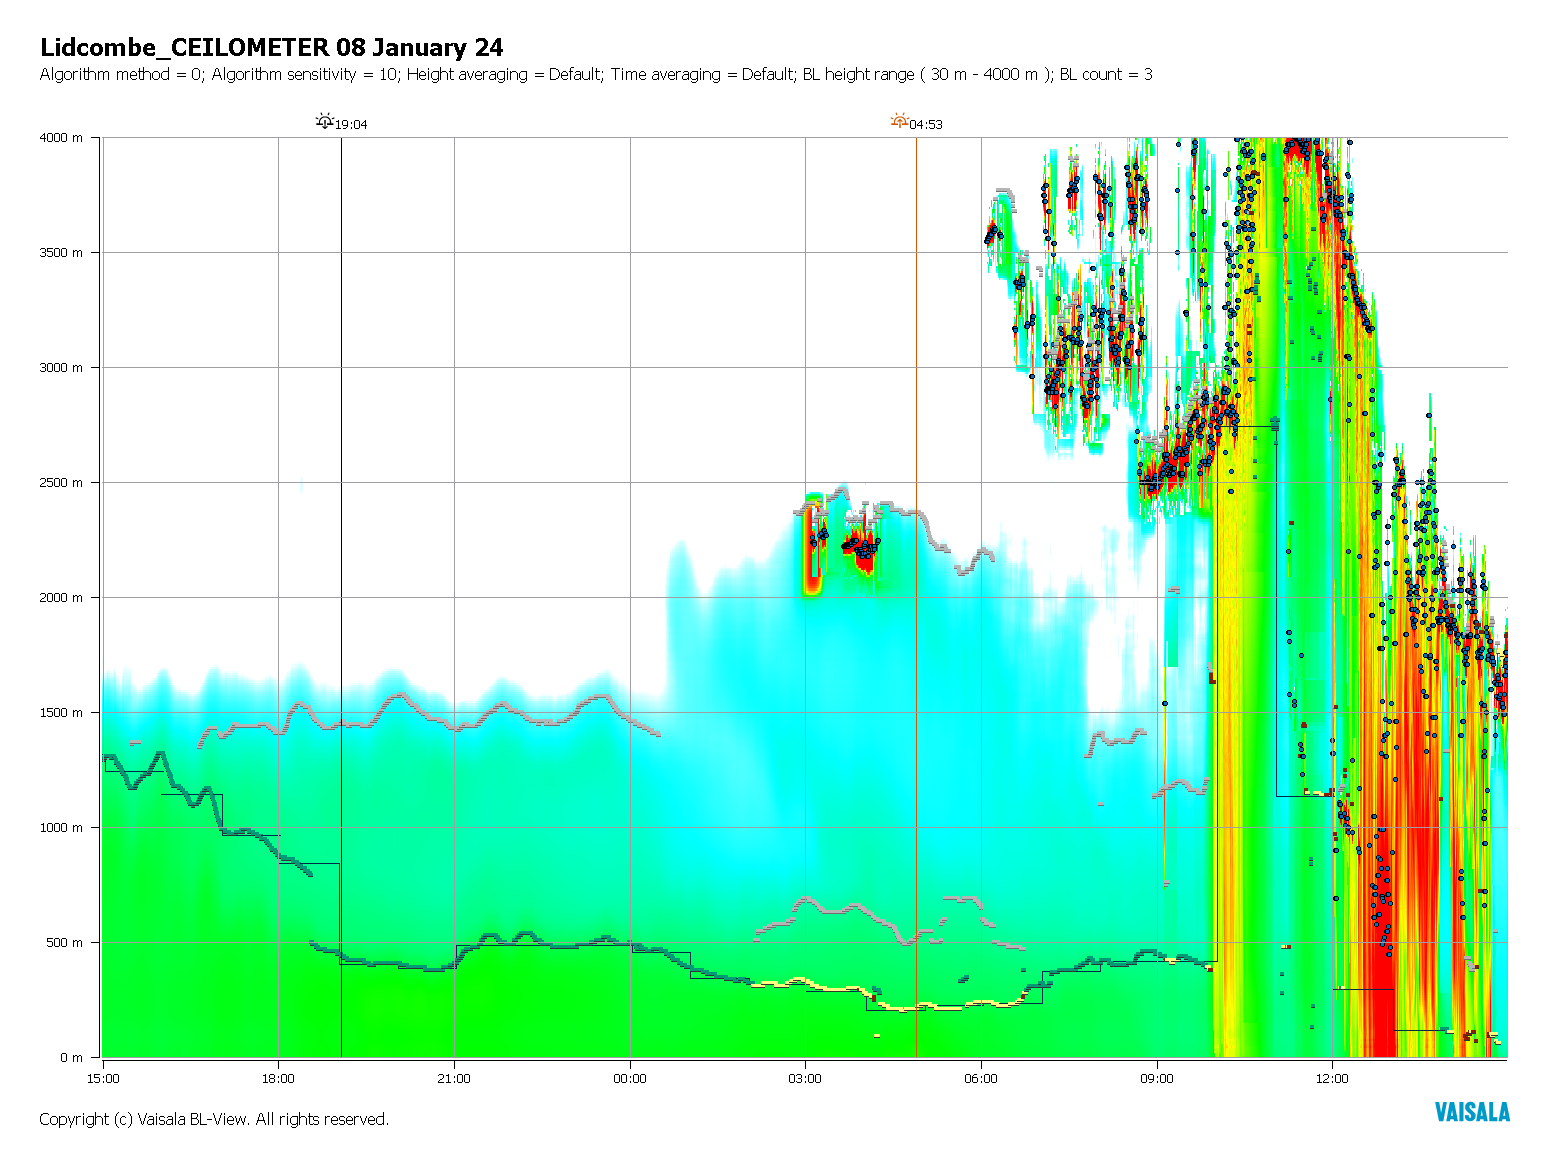 Lidcombe_CEILOMETER 08 January 24
Algorithm method = 0; Algorithm sensitivity = 10; Height averaging = Default; Time averaging = Default; BL height range ( 30 m - 4000 m ); BL count = 3
19:04 04:53
4000 m
3500 m
3000 m
2500 m
2000 m
1500 m
1000 m
500 m
0 m
15:00 18:00 21:00 00:00 03:00 06:00 09:00 12:00
Copyright (c) Vaisala BL-View. All rights reserved.
VAISALA